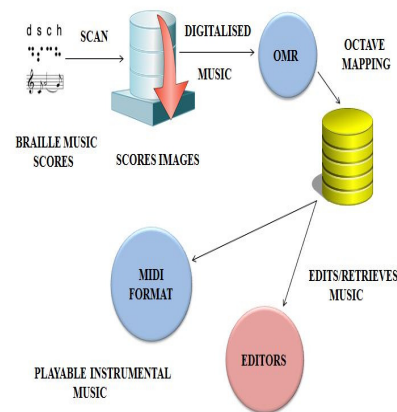 d s c h
SCAN
DIGITALISED
MUSIC
OMR
OCTAVE
MAPPING
BRAILLE MUSIC
SCORES
SCORES IMAGES
MIDI
FORMAT
EDITS/RETRIEVES
MUSIC
EDITORS
PLAYABLE INSTRUMENTAL
MUSIC